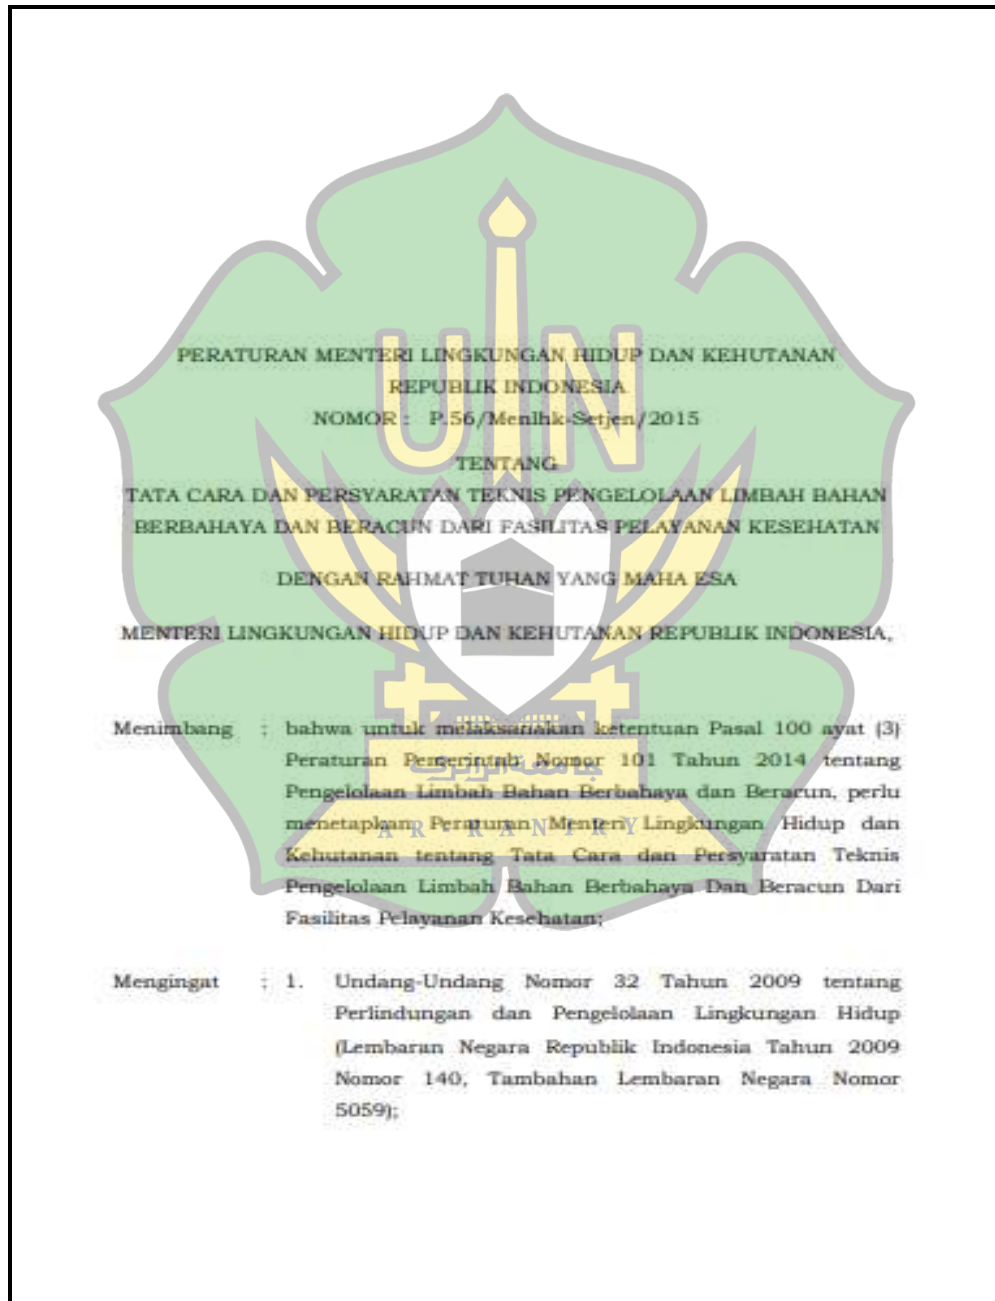 PERATURAN MENTERI LINGKUNGAN HIDUP DAN KEHUTANAN
REPUBLIK INDONESIA
NOMOR : P.56/Menlhk-Setjen/2015
TENTANG
TATA CARA DAN PERSYARATAN TEKNIS PENGELOLAAN LIMBAH BAHAN
BERBAHAYA DAN BERACUN DARI FASILITAS PELAYANAN KESEHATAN
DENGAN RAHMAT TUHAN YANG MAHA ESA
MENTERI LINGKUNGAN HIDUP DAN KEHUTANAN REPUBLIK INDONESIA,
Menimbang : bahwa untuk melaksanakan ketentuan Pasal 100 ayat (3)
Peraturan Pemerintah Nomor 101 Tahun 2014 tentang
Pengelolaan Limbah Bahan Berbahaya dan Beracun, perlu
menetapkan Peraturan Menteri Lingkungan Hidup dan
Kehutanan tentang Tata Cara dan Persyaratan Teknis
Pengelolaan Limbah Bahan Berbahaya Dan Beracun Dari
Fasilitas Pelayanan Kesehatan;
Mengingat : 1. Undang-Undang Nomor 32 Tahun 2009 tentang
Perlindungan dan Pengelolaan Lingkungan Hidup
(Lembaran Negara Republik Indonesia Tahun 2009
Nomor 140, Tambahan Lembaran Negara Nomor
5059);
UIN
جامعة الرانري
AR-RANIRY